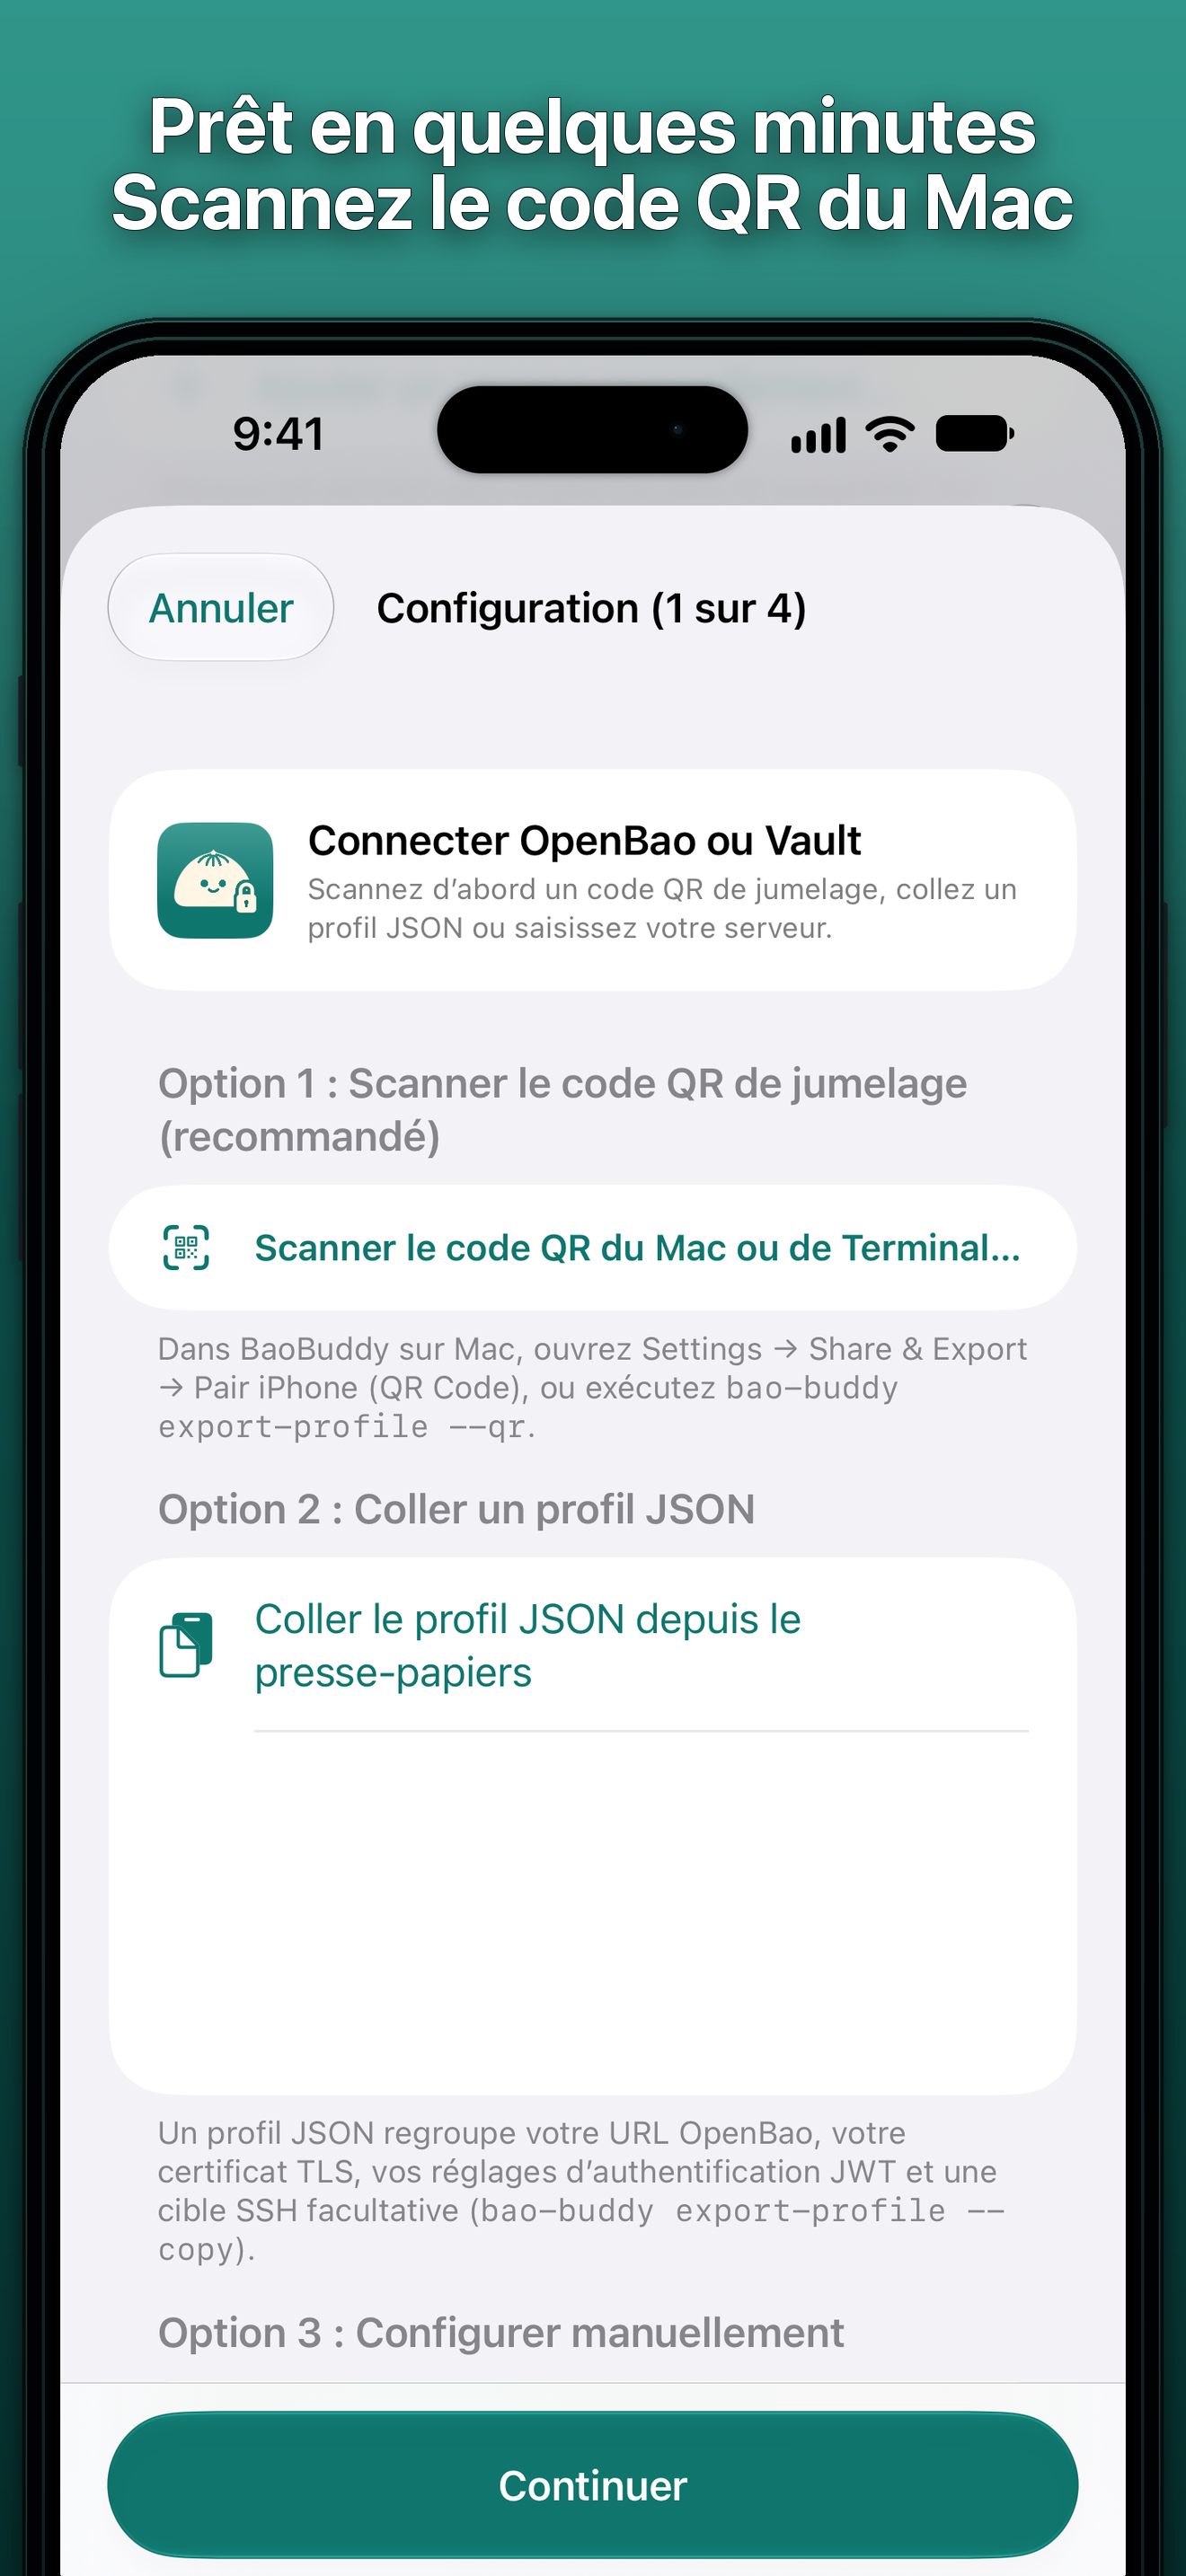 Prêt en quelques minutes
Scannez le code QR du Mac
9:41
Annuler
Configuration (1 sur 4)
Connecter OpenBao ou Vault
Scannez d’abord un code QR de jumelage, collez un
profil JSON ou saisissez votre serveur.
Option 1 : Scanner le code QR de jumelage
(recommandé)
Scanner le code QR du Mac ou de Terminal...
Dans BaoBuddy sur Mac, ouvrez Settings → Share & Export
→ Pair iPhone (QR Code), ou exécutez bao-buddy
export-profile --qr.
Option 2 : Coller un profil JSON
Coller le profil JSON depuis le
presse-papiers
Un profil JSON regroupe votre URL OpenBao, votre
certificat TLS, vos réglages d’authentification JWT et une
cible SSH facultative (bao-buddy export-profile --
copy).
Option 3 : Configurer manuellement
Continuer